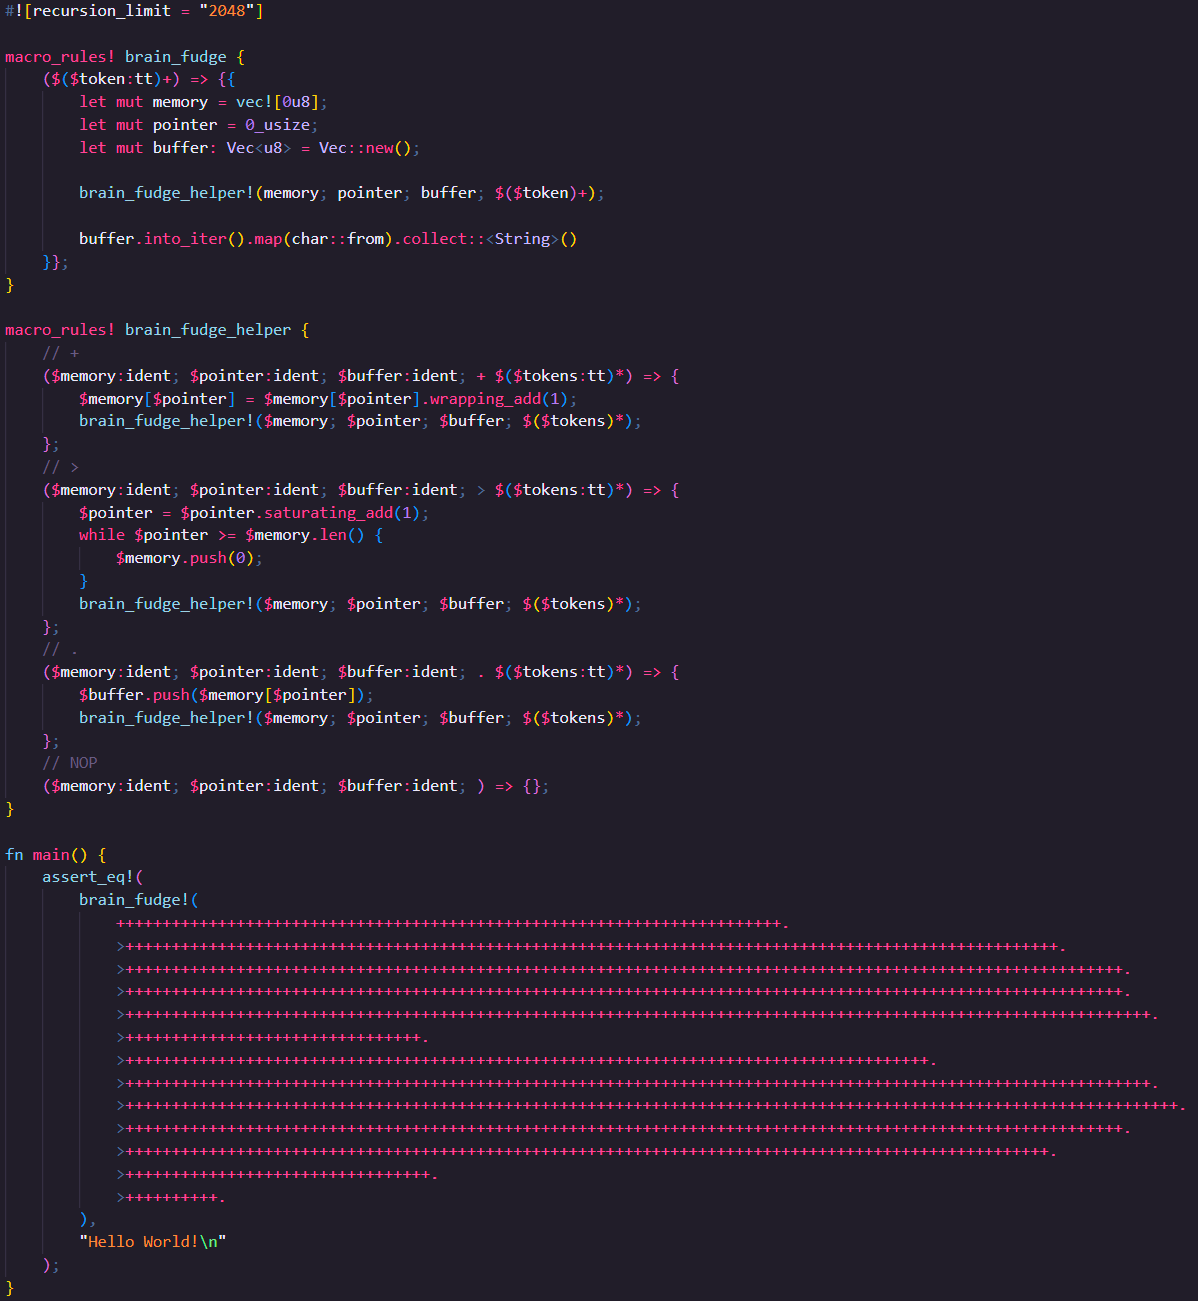 #![recursion_limit = "2048"]
macro_rules! brain_fudge {
($($token:tt)+) => {{
let mut memory = vec![0u8];
let mut pointer = 0_usize;
let mut buffer: Vec<u8> = Vec::new();
brain_fudge_helper!(memory; pointer; buffer; $($token)+);
buffer.into_iter().map(char::from).collect::<String>()
}};
}
macro_rules! brain_fudge_helper {
// +
($memory:ident; $pointer:ident; $buffer:ident; + $($tokens:tt)*) => {
$memory[$pointer] = $memory[$pointer].wrapping_add(1);
brain_fudge_helper!($memory; $pointer; $buffer; $($tokens)*);
};
// >
($memory:ident; $pointer:ident; $buffer:ident; > $($tokens:tt)*) => {
$pointer = $pointer.saturating_add(1);
while $pointer >= $memory.len() {
$memory.push(0);
}
brain_fudge_helper!($memory; $pointer; $buffer; $($tokens)*);
};
// .
($memory:ident; $pointer:ident; $buffer:ident; . $($tokens:tt)*) => {
$buffer.push($memory[$pointer]);
brain_fudge_helper!($memory; $pointer; $buffer; $($tokens)*);
};
// NOP
($memory:ident; $pointer:ident; $buffer:ident; ) => {};
}
fn main() {
assert_eq!(
brain_fudge!(
++++++++++++++++++++++++++++++++++++++++++++++++++++++++++++++++++++++++.
>+++++++++++++++++++++++++++++++++++++++++++++++++++++++++++++++++++++++++++++++++++++++++++++++++++++.
>++++++++++++++++++++++++++++++++++++++++++++++++++++++++++++++++++++++++++++++++++++++++++++++++++++++++++++.
>++++++++++++++++++++++++++++++++++++++++++++++++++++++++++++++++++++++++++++++++++++++++++++++++++++++++++++.
>+++++++++++++++++++++++++++++++++++++++++++++++++++++++++++++++++++++++++++++++++++++++++++++++++++++++++++++++.
>++++++++++++++++++++++++++++++++.
>+++++++++++++++++++++++++++++++++++++++++++++++++++++++++++++++++++++++++++++++++++++++.
>+++++++++++++++++++++++++++++++++++++++++++++++++++++++++++++++++++++++++++++++++++++++++++++++++++++++++++++++.
>++++++++++++++++++++++++++++++++++++++++++++++++++++++++++++++++++++++++++++++++++++++++++++++++++++++++++++++++++.
>++++++++++++++++++++++++++++++++++++++++++++++++++++++++++++++++++++++++++++++++++++++++++++++++++++++++++++.
>++++++++++++++++++++++++++++++++++++++++++++++++++++++++++++++++++++++++++++++++++++++++++++++++++++.
>+++++++++++++++++++++++++++++++++.
>++++++++++.
),
"Hello World!\n"
);
}